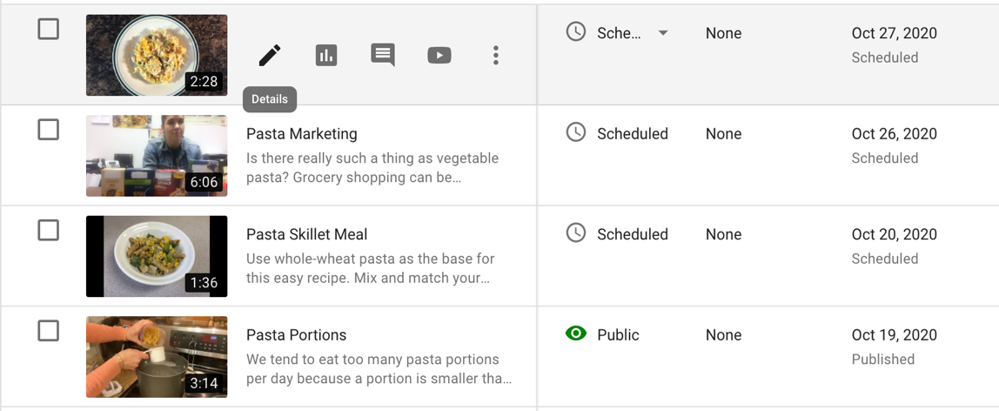 2:28
Details
Sche...
None
Oct 27, 2020
Scheduled
6:06
Pasta Marketing
Is there really such a thing as vegetable
pasta? Grocery shopping can be...
Scheduled
None
Oct 26, 2020
Scheduled
1:36
Pasta Skillet Meal
Use whole-wheat pasta as the base for
this easy recipe. Mix and match your...
Scheduled
None
Oct 20, 2020
Scheduled
3:14
Pasta Portions
We tend to eat too many pasta portions
per day because a portion is smaller tha...
Public
None
Oct 19, 2020
Published